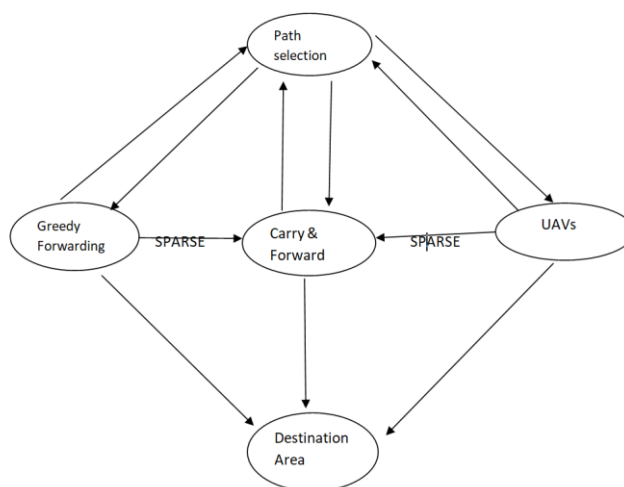 Path
selection
Greedy
Forwarding
SPARSE
Carry &
Forward
SPARSE
UAVs
Destination
Area